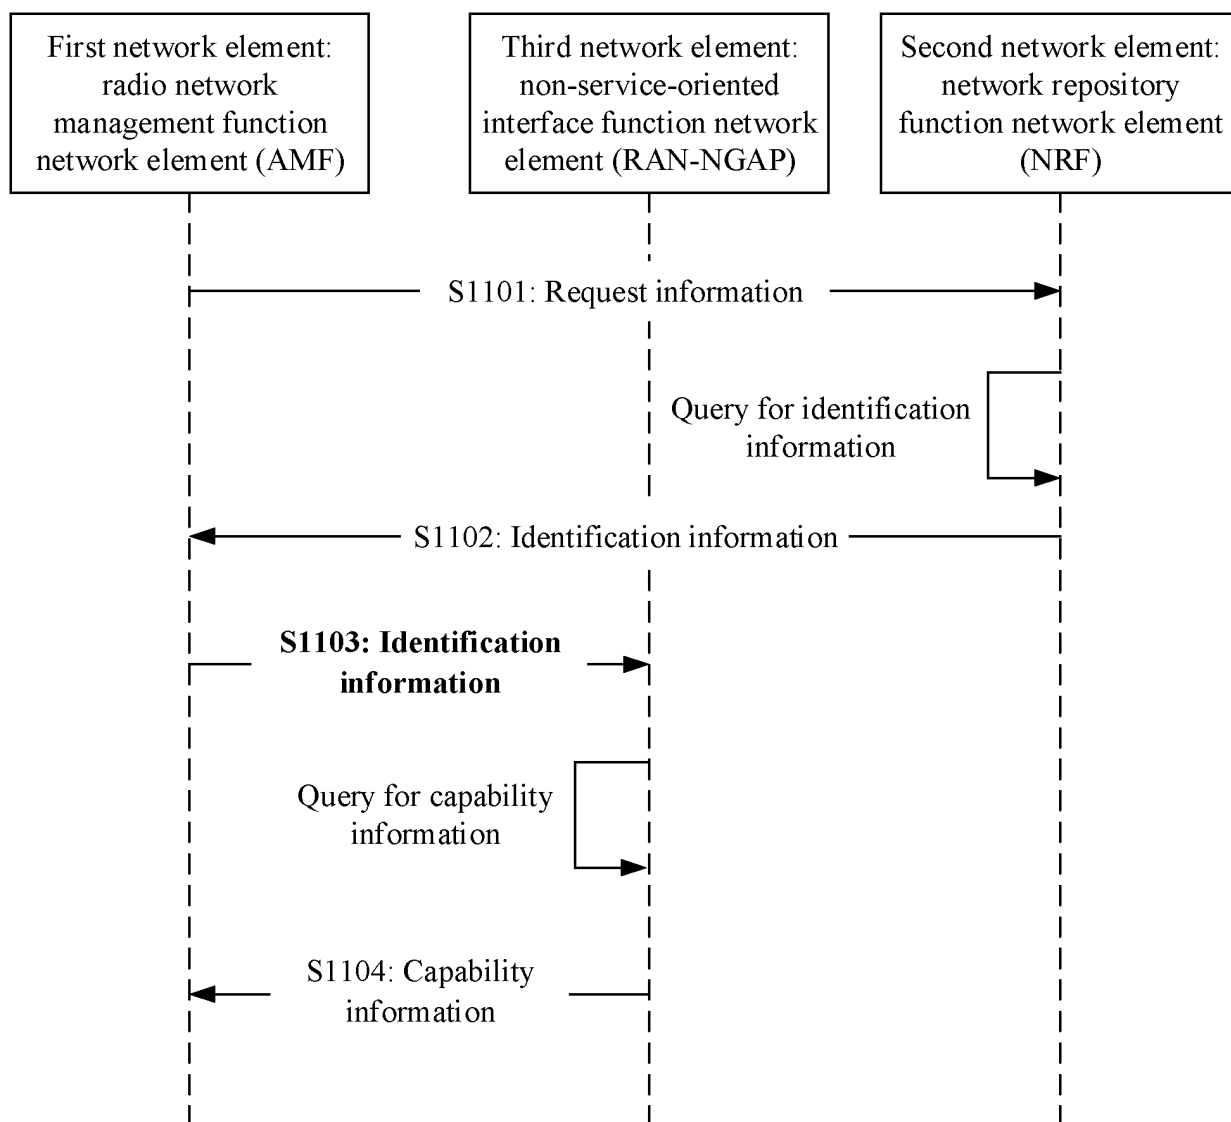 First network element:
radio network
management function
network element (AMF)
Third network element:
non-service-oriented
interface function network
element (RAN-NGAP)
Second network element:
network repository
function network element
(NRF)
S1101: Request information
Query for identification
information
S1102: Identification information
S1103: Identification
information
Query for capability
information
S1104: Capability
information